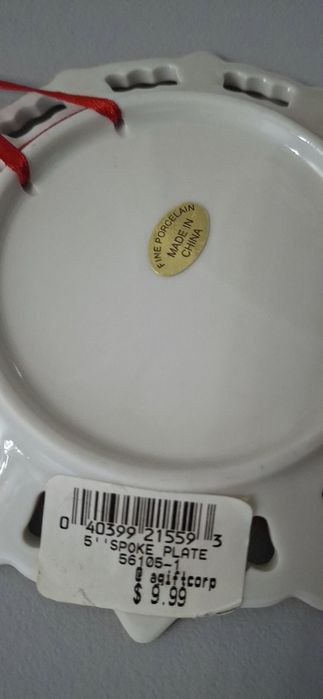 FINE PORCELAIN
MADE IN
CHINA
0 40399 21559 3
5''SPOKE PLATE
56105-1
@ agiftcorp
$ 9.99